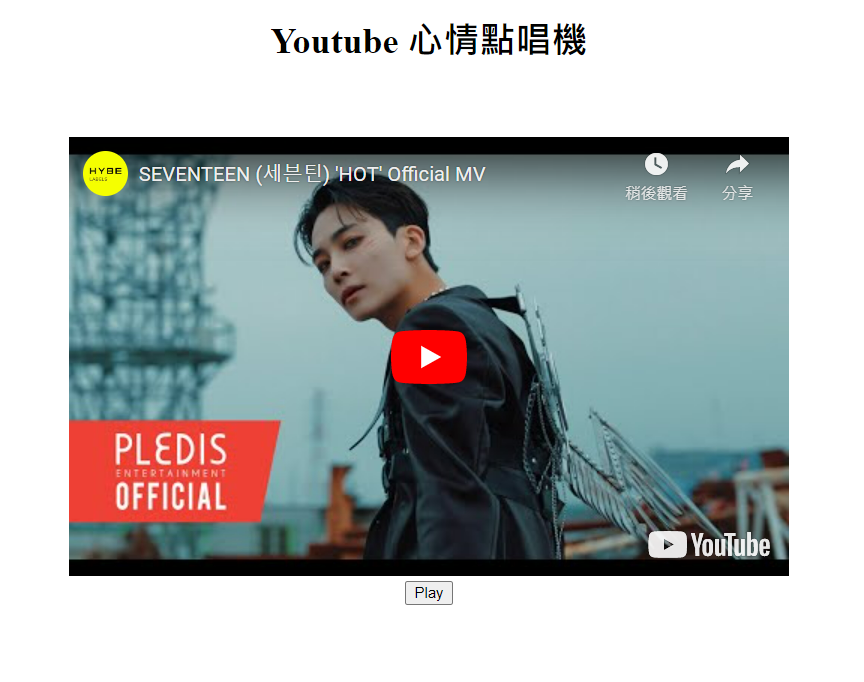 Youtube 心情點唱機
HYBE
LABELS
SEVENTEEN (세븐틴) 'HOT' Official MV
稍後觀看
分享
PLEDIS
ENTERTAINMENT
OFFICIAL
YouTube
Play